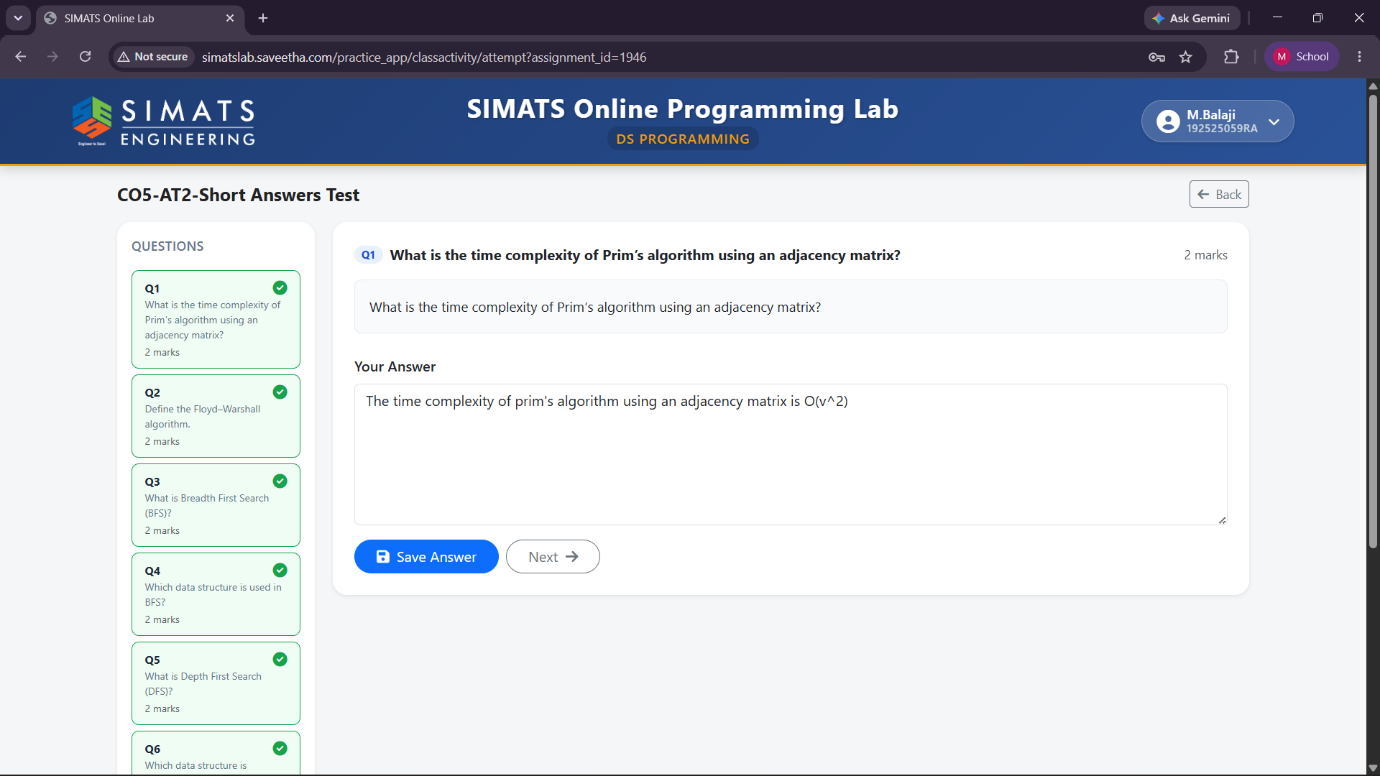 SIMATS Online Lab
Ask Gemini
Not secure
simatslab.saveetha.com/practice_app/classactivity/attempt?assignment_id=1946
M School
SIMATS
ENGINEERING
Engineer to Excel
SIMATS Online Programming Lab
DS PROGRAMMING
M.Balaji
192525059RA
CO5-AT2-Short Answers Test
Back
QUESTIONS
Q1
What is the time complexity of
Prim's algorithm using an
adjacency matrix?
2 marks
Q2
Define the Floyd–Warshall
algorithm.
2 marks
Q3
What is Breadth First Search
(BFS)?
2 marks
Q4
Which data structure is used in
BFS?
2 marks
Q5
What is Depth First Search
(DFS)?
2 marks
Q6
Which data structure is
Q1 What is the time complexity of Prim's algorithm using an adjacency matrix?
2 marks
What is the time complexity of Prim's algorithm using an adjacency matrix?
Your Answer
The time complexity of prim's algorithm using an adjacency matrix is O(v^2)
Save Answer
Next